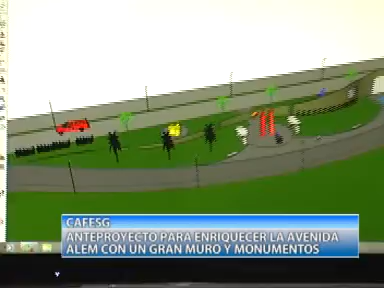 CAFESG
ANTEPROYECTO PARA ENRIQUECER LA AVENIDA
ALEM CON UN GRAN MURO Y MONUMENTOS